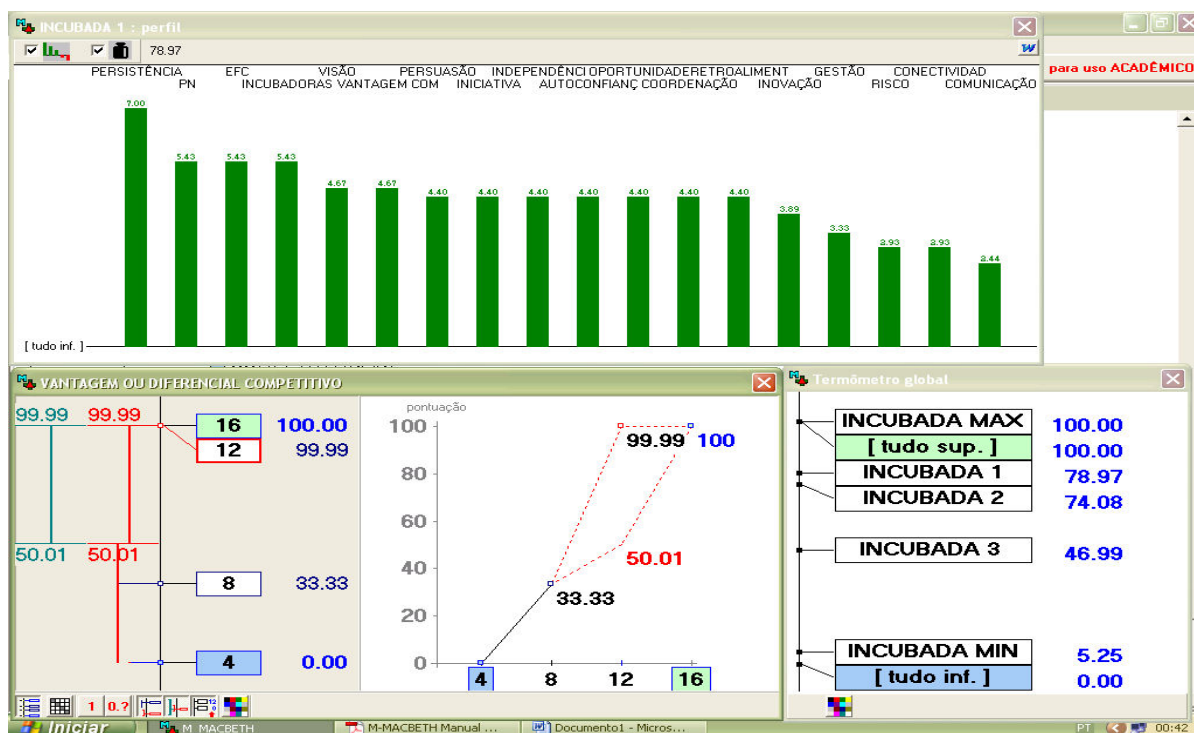 INCUBADA 1 : perfil
78.97
para uso ACADÊMICO
PERSISTÊNCIA EFC VISÃO PERSUASÃO INDEPENDÊNCI OPORTUNIDADE RETROALIMENT GESTÃO CONECTIVIDAD
PN INCUBADORAS VANTAGEM COM INICIATIVA AUTOCONFIANÇ COORDENAÇÃO INOVAÇÃO RISCO COMUNICAÇÃO
7.00 5.43 5.43 5.43 4.67 4.67 4.40 4.40 4.40 4.40 4.40 4.40 4.40 3.89 3.33 2.93 2.93 2.44
[ tudo inf. ]
VANTAGEM OU DIFERENCIAL COMPETITIVO
99.99 99.99
16 100.00
12 99.99
50.01 50.01
8 33.33
4 0.00
1 0.?
pontuação
100
80
60
40
20
0
99.99 100
50.01
33.33
4 8 12 16
Termômetro global
INCUBADA MAX 100.00
[ tudo sup. ] 100.00
INCUBADA 1 78.97
INCUBADA 2 74.08
INCUBADA 3 46.99
INCUBADA MIN 5.25
[ tudo inf. ] 0.00
Iniciar M-MACBETH M-MACBETH Manual ... Documento1 - Micros... PT 00:42